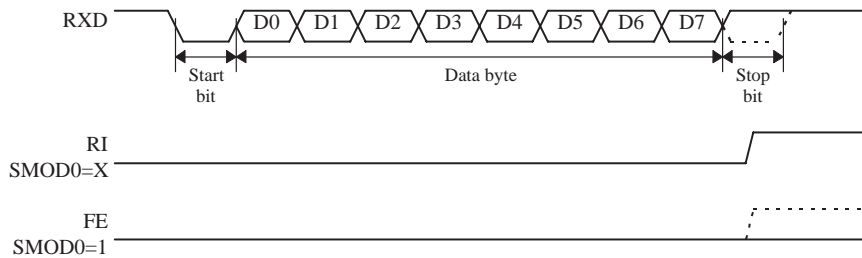 RXD
D0 D1 D2 D3 D4 D5 D6 D7
Start
bit
Data byte
Stop
bit
RI
SMOD0=X
FE
SMOD0=1